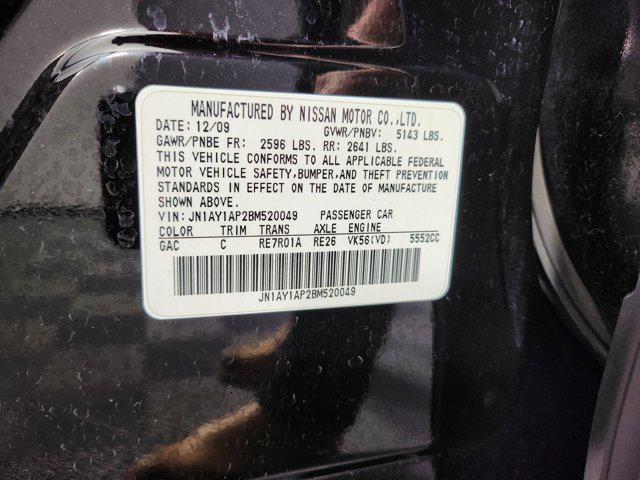 MANUFACTURED BY NISSAN MOTOR CO.,LTD.
DATE: 12/09 GVWR/PNBV: 5143 LBS.
GAWR/PNBE FR: 2596 LBS. RR: 2641 LBS.
THIS VEHICLE CONFORMS TO ALL APPLICABLE FEDERAL
MOTOR VEHICLE SAFETY,BUMPER,AND THEFT PREVENTION
STANDARDS IN EFFECT ON THE DATE OF MANUFACTURE
SHOWN ABOVE.
VIN: JN1AY1AP2BM520049 PASSENGER CAR
COLOR TRIM TRANS AXLE ENGINE
GAC C RE7R01A RE26 VK56(VD) 5552CC
JN1AY1AP2BM520049